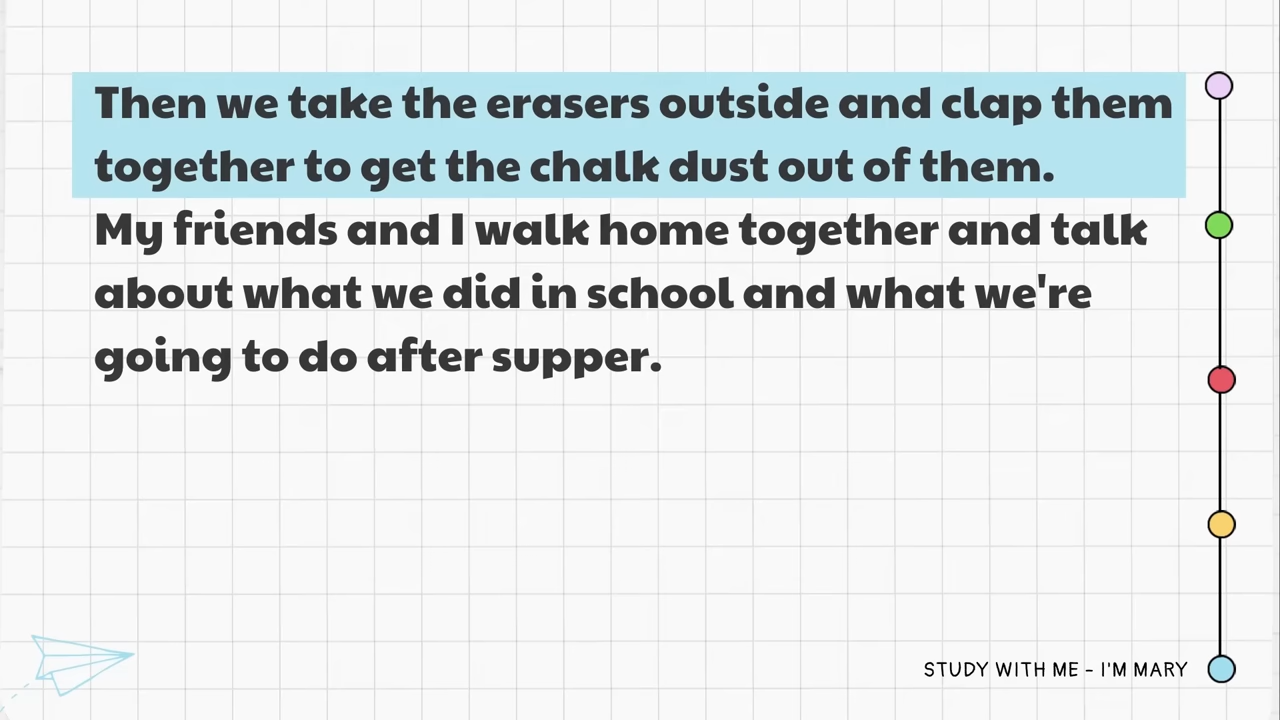 Then we take the erasers outside and clap them
together to get the chalk dust out of them.
My friends and I walk home together and talk
about what we did in school and what we're
going to do after supper.
STUDY WITH ME - I'M MARY